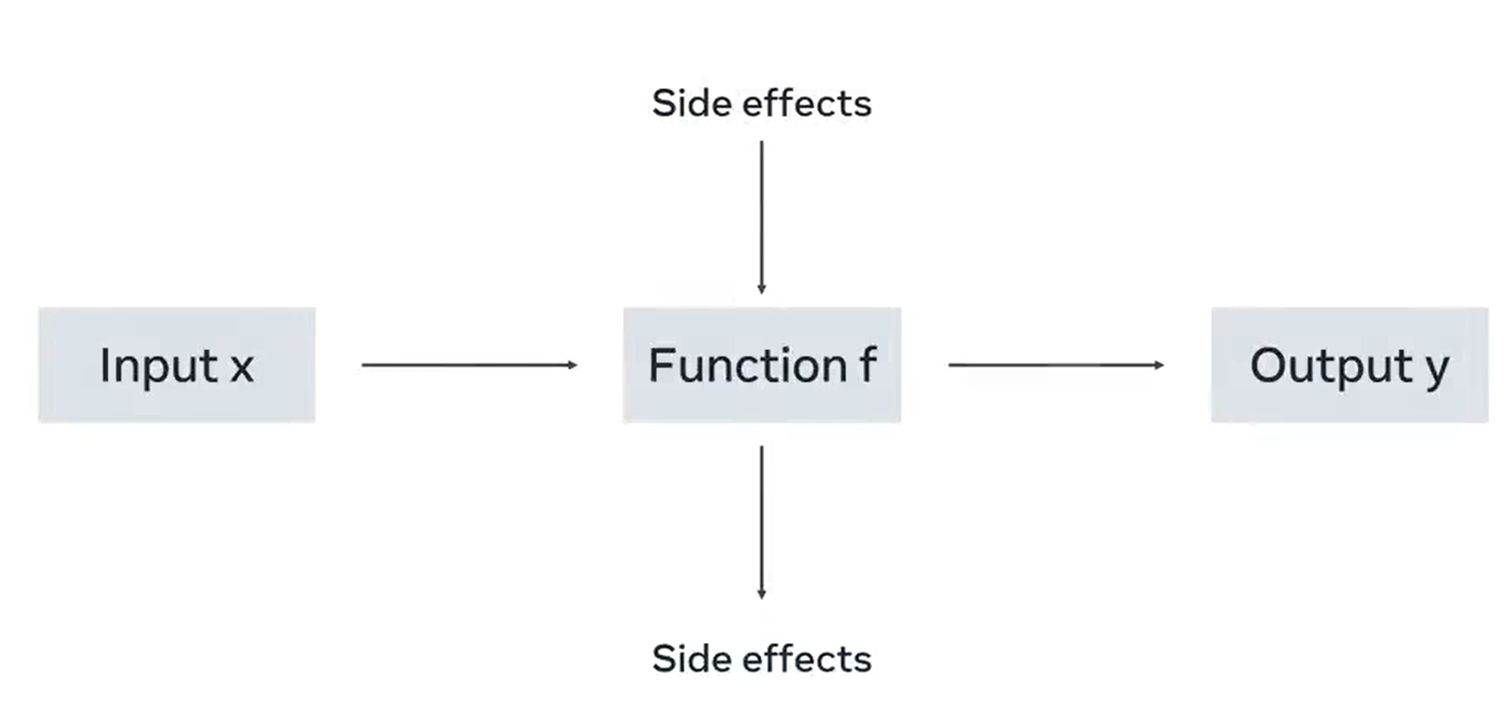 Side effects
Input x
Function f
Output y
Side effects